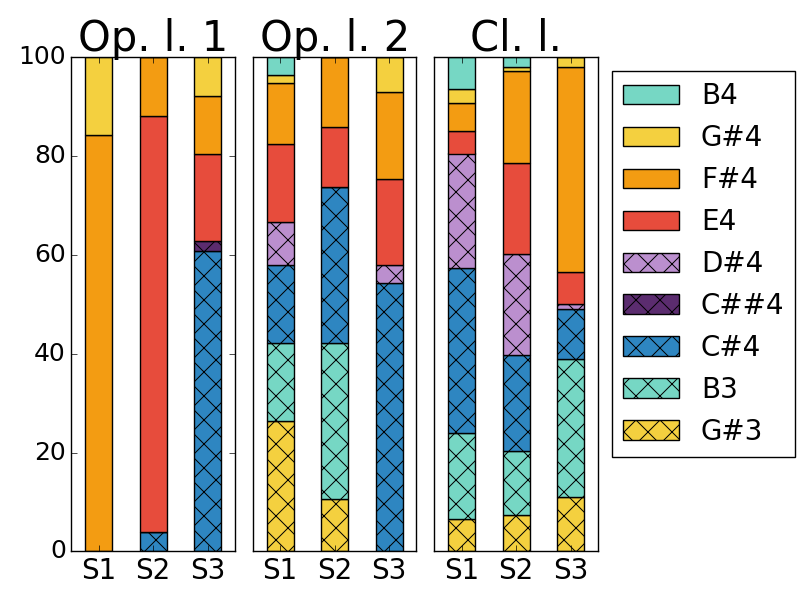 Op. l. 1 Op. l. 2 Cl. l.
100
80
60
40
20
0
S1 S2 S3 S1 S2 S3 S1 S2 S3
B4
G#4
F#4
E4
D#4
C##4
C#4
B3
G#3